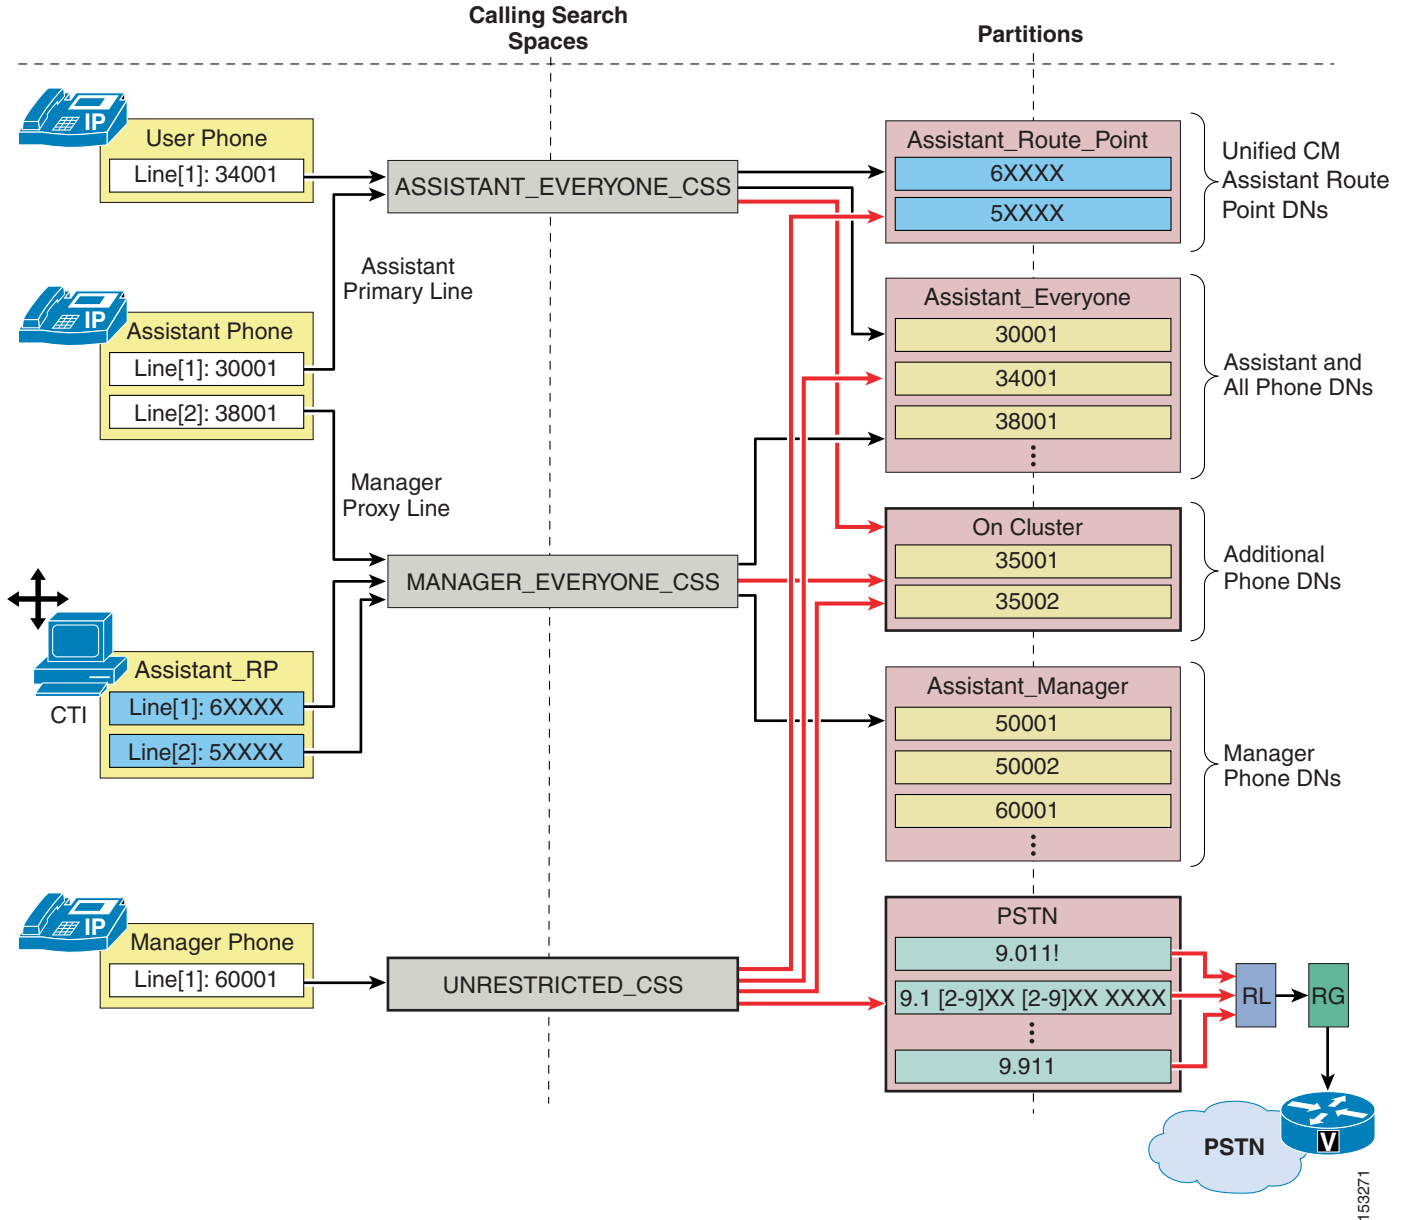 Calling Search
Spaces
Partitions
IP
User Phone
Line[1]: 34001
ASSISTANT_EVERYONE_CSS
Assistant_Route_Point
6XXXX
5XXXX
Unified CM
Assistant Route
Point DNs
Assistant
Primary Line
IP
Assistant Phone
Line[1]: 30001
Line[2]: 38001
Assistant_Everyone
30001
34001
38001
Assistant and
All Phone DNs
Manager
Proxy Line
On Cluster
35001
35002
Additional
Phone DNs
MANAGER_EVERYONE_CSS
CTI
Assistant_RP
Line[1]: 6XXXX
Line[2]: 5XXXX
Assistant_Manager
50001
50002
60001
Manager
Phone DNs
IP
Manager Phone
Line[1]: 60001
UNRESTRICTED_CSS
PSTN
9.011!
9.1 [2-9]XX [2-9]XX XXXX
9.911
RL
RG
PSTN
V
153271